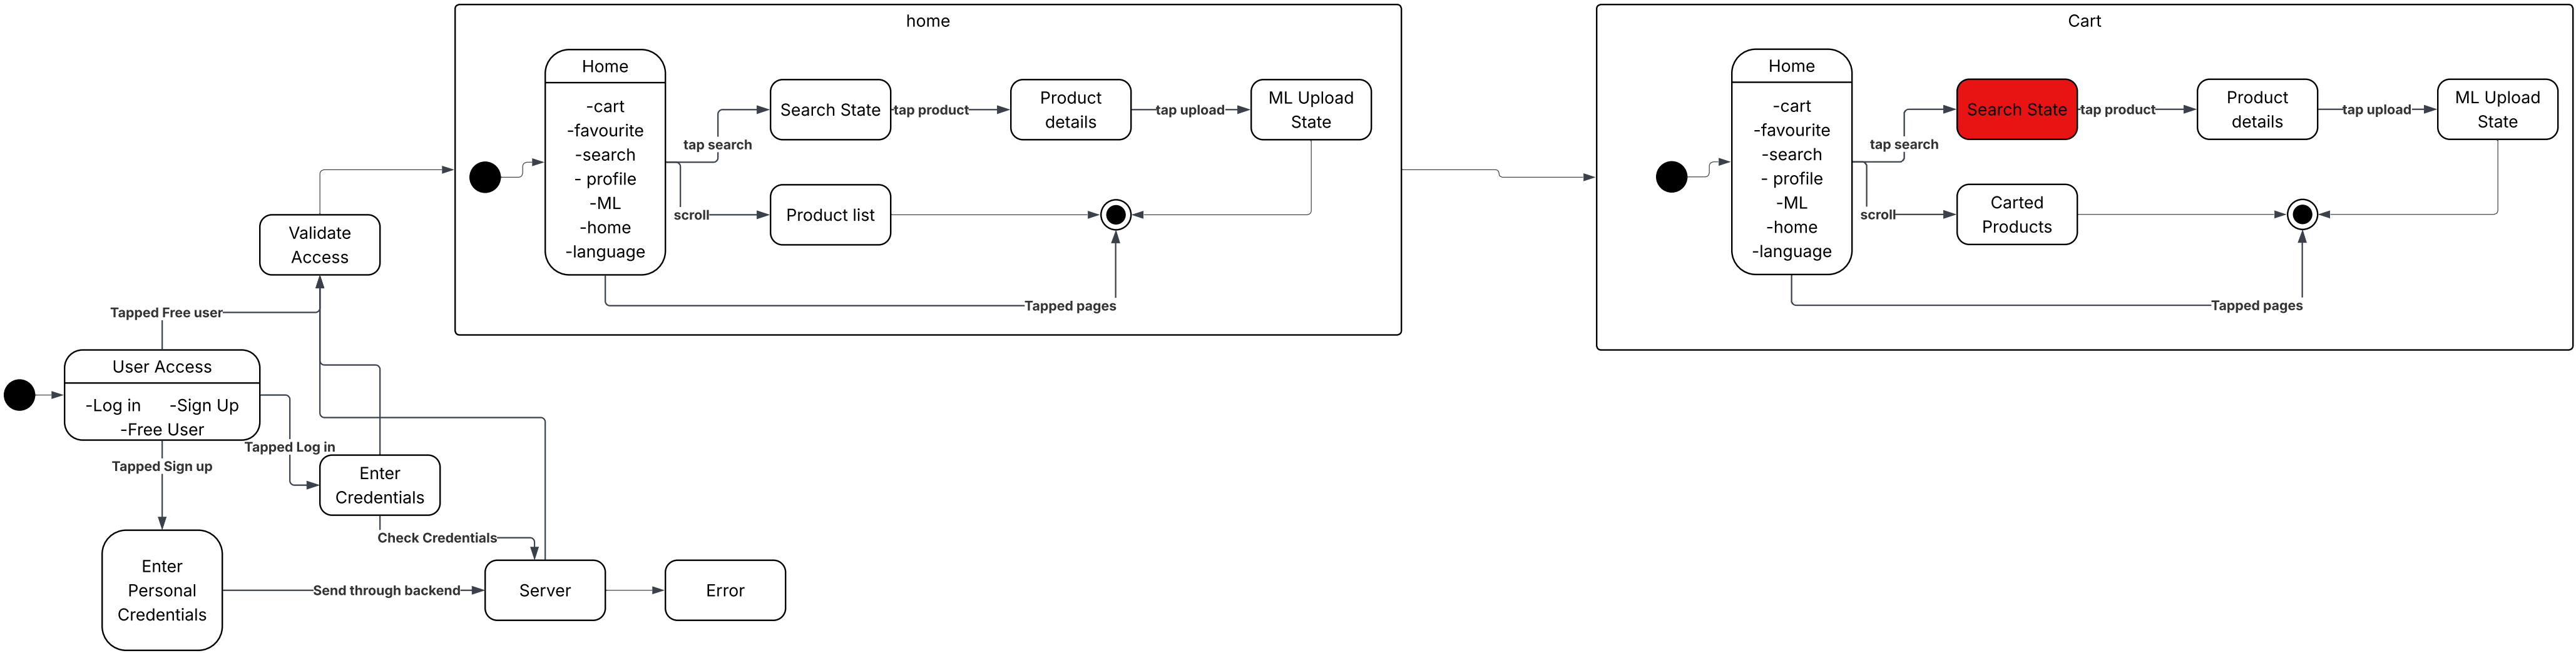 home
Home
-cart
-favourite
-search
- profile
-ML
-home
-language
tap search
scroll
Search State
tap product
Product
details
tap upload
ML Upload
State
Product list
Tapped pages
Cart
Home
-cart
-favourite
-search
- profile
-ML
-home
-language
tap search
scroll
Search State
tap product
Product
details
tap upload
ML Upload
State
Carted
Products
Tapped pages
Validate
Access
Tapped Free user
User Access
-Log in -Sign Up
-Free User
Tapped Log in
Tapped Sign up
Enter
Credentials
Check Credentials
Enter
Personal
Credentials
Send through backend
Server
Error